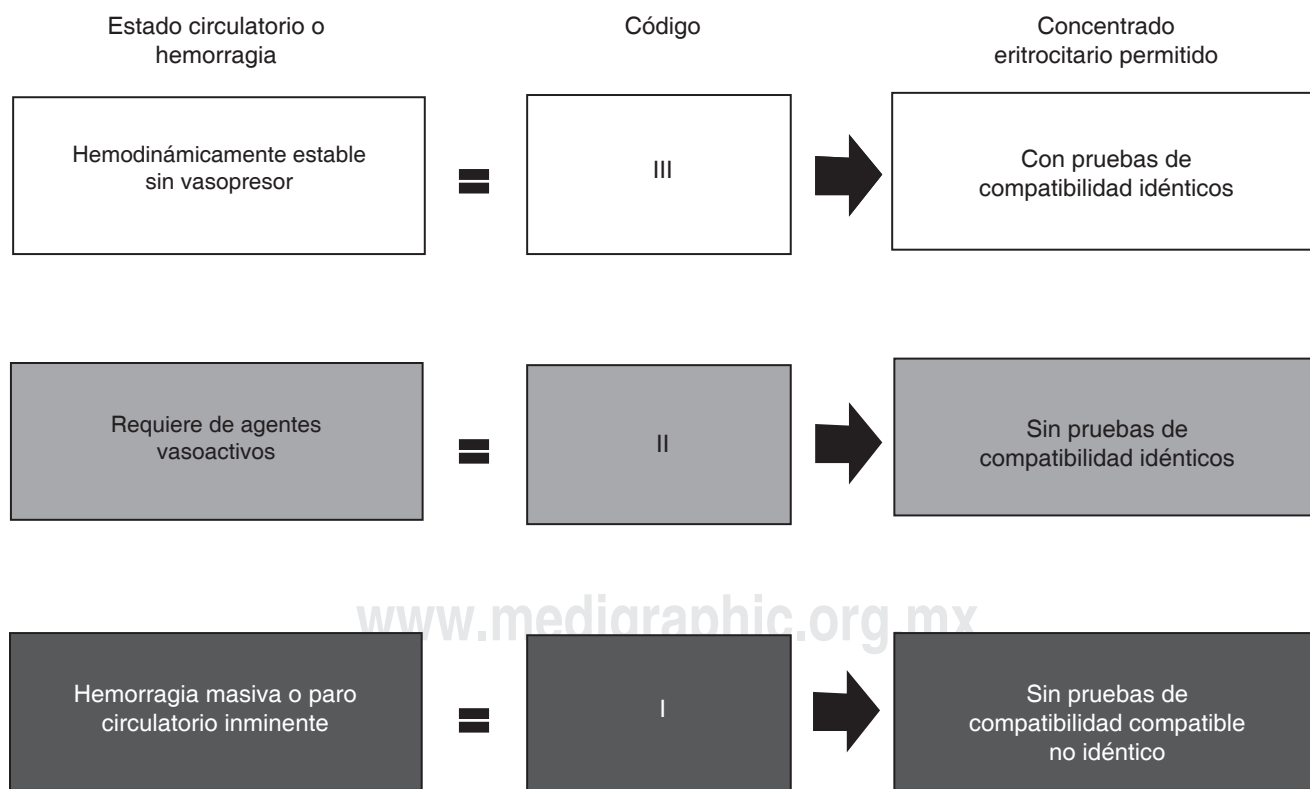 Estado circulatorio o
hemorragia
Código
Concentrado
eritrocitario permitido
Hemodinámicamente estable
sin vasopresor
=
III
Con pruebas de
compatibilidad idénticos
Requiere de agentes
vasoactivos
=
II
Sin pruebas de
compatibilidad idénticos
www.medigraphic.org.mx
Hemorragia masiva o paro
circulatorio inminente
=
I
Sin pruebas de
compatibilidad compatible
no idéntico